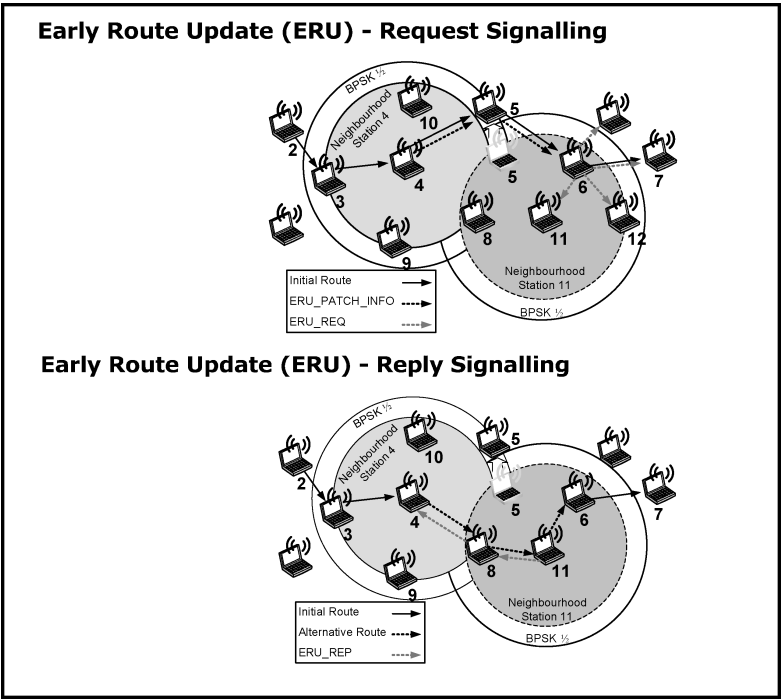 Early Route Update (ERU) - Request Signalling
BPSK ½
Neighbourhood
Station 4
2
3
4
10
5
5
6
7
8
11
12
9
Neighbourhood
Station 11
BPSK ½
Initial Route
ERU_PATCH_INFO
ERU_REQ
Early Route Update (ERU) - Reply Signalling
BPSK ½
Neighbourhood
Station 4
2
3
4
10
5
5
6
7
8
11
9
Neighbourhood
Station 11
BPSK ½
Initial Route
Alternative Route
ERU_REP